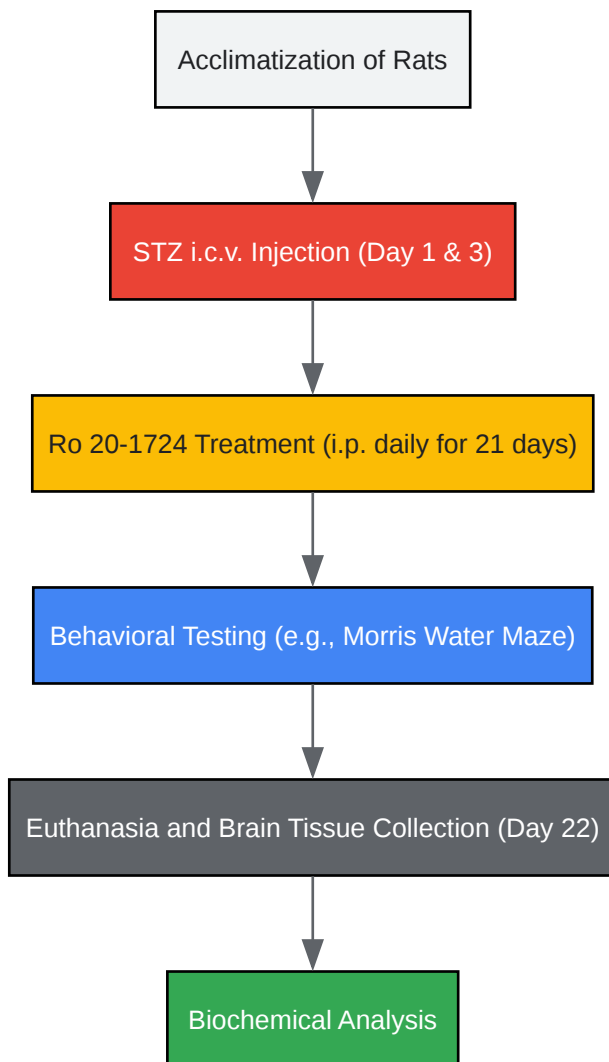 Acclimatization of Rats
STZ i.c.v. Injection (Day 1 & 3)
Ro 20-1724 Treatment (i.p. daily for 21 days)
Behavioral Testing (e.g., Morris Water Maze)
Euthanasia and Brain Tissue Collection (Day 22)
Biochemical Analysis